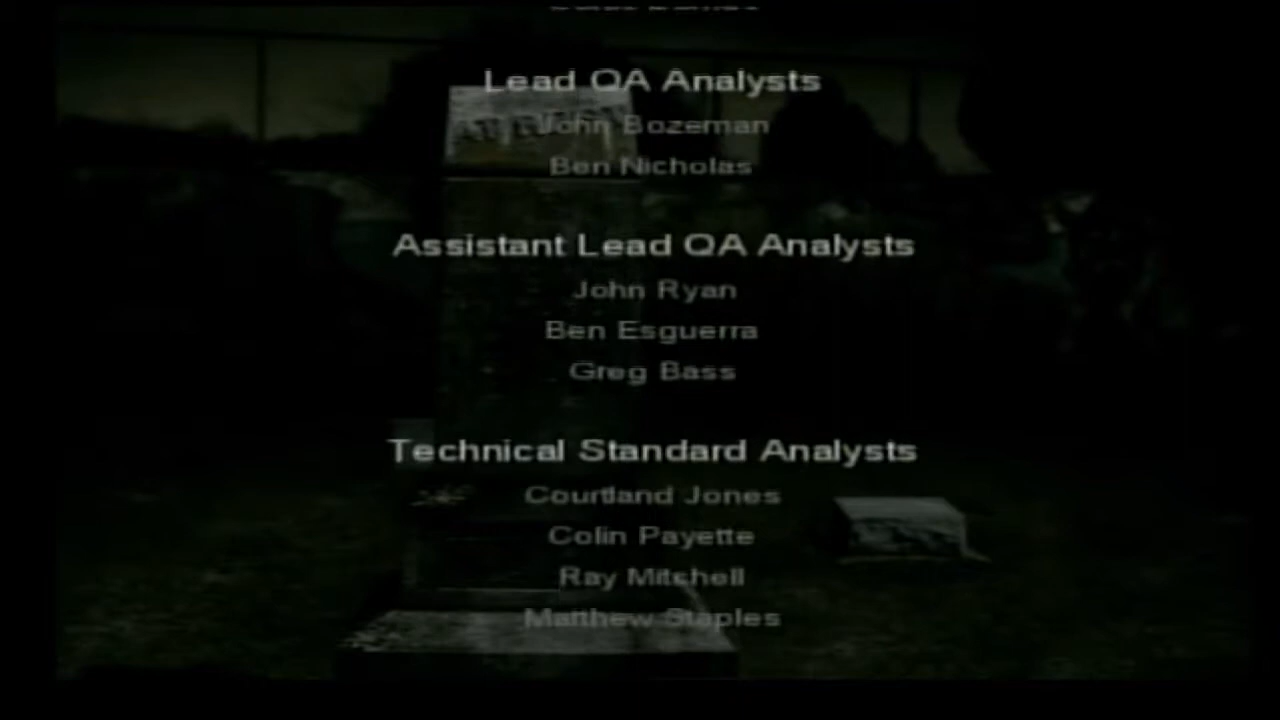 Lead QA Analysts
John Bozeman
Ben Nicholas
Assistant Lead QA Analysts
John Ryan
Ben Esguerra
Greg Bass
Technical Standard Analysts
Courtland Jones
Colin Payette
Ray Mitchell
Matthew Staples